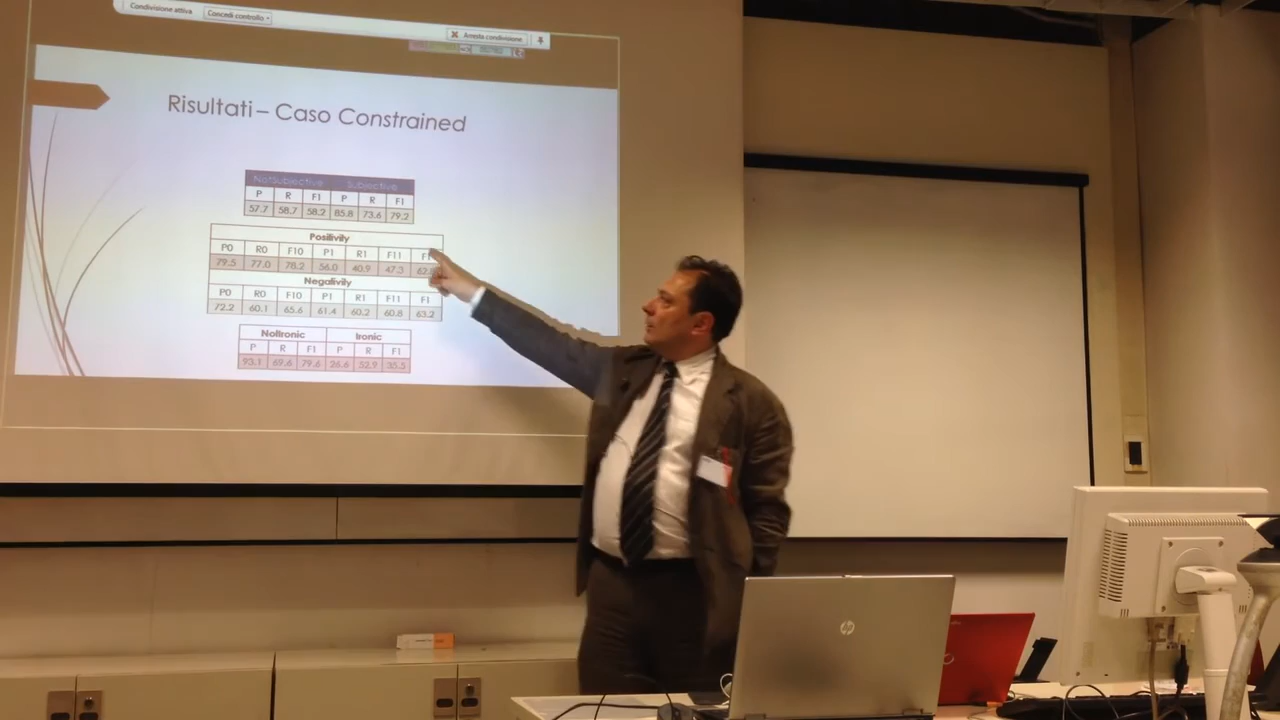 Condivisione attiva Concedi controllo
Arresta condivisione
Risultati – Caso Constrained
NotSubjective Subjective
P R F1 P R F1
57.7 58.7 58.2 85.8 73.6 79.2
Positivity
P0 R0 F10 P1 R1 F11
79.5 77.0 78.2 56.0 40.9 47.3
Negativity
P0 R0 F10 P1 R1 F11 F1
72.2 60.1 65.6 61.4 60.2 60.8 63.2
NotIronic Ironic
P R F1 P R F1
93.1 69.6 79.6 26.6 52.9 35.5
hp